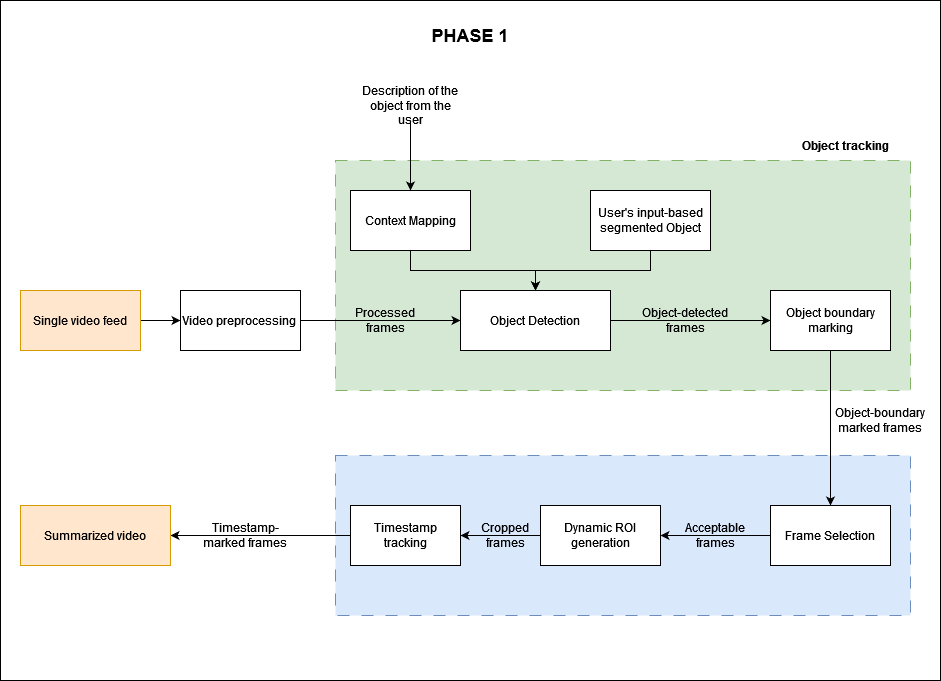 PHASE 1
Description of the
object from the
user
Object tracking
Context Mapping
User's input-based
segmented Object
Single video feed
Video preprocessing
Processed
frames
Object Detection
Object-detected
frames
Object boundary
marking
Object-boundary
marked frames
Summarized video
Timestamp-
marked frames
Timestamp
tracking
Cropped
frames
Dynamic ROI
generation
Acceptable
frames
Frame Selection